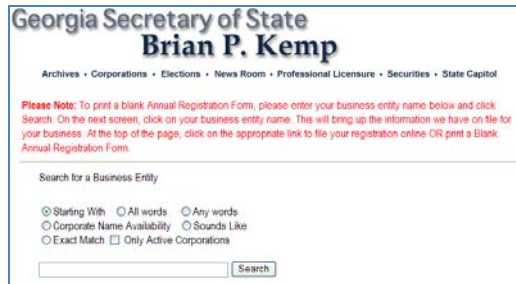 Georgia Secretary of State
Brian P. Kemp
Archives • Corporations • Elections • News Room • Professional Licensure • Securities • State Capitol
Please Note: To print a blank Annual Registration Form, please enter your business entity name below and click
Search. On the next screen, click on your business entity name. This will bring up the information we have on file for
your business. At the top of the page, click on the appropriate link to file your registration online OR print a Blank
Annual Registration Form.
Search for a Business Entity
Starting With All words Any words
Corporate Name Availability Sounds Like
Exact Match Only Active Corporations
Search